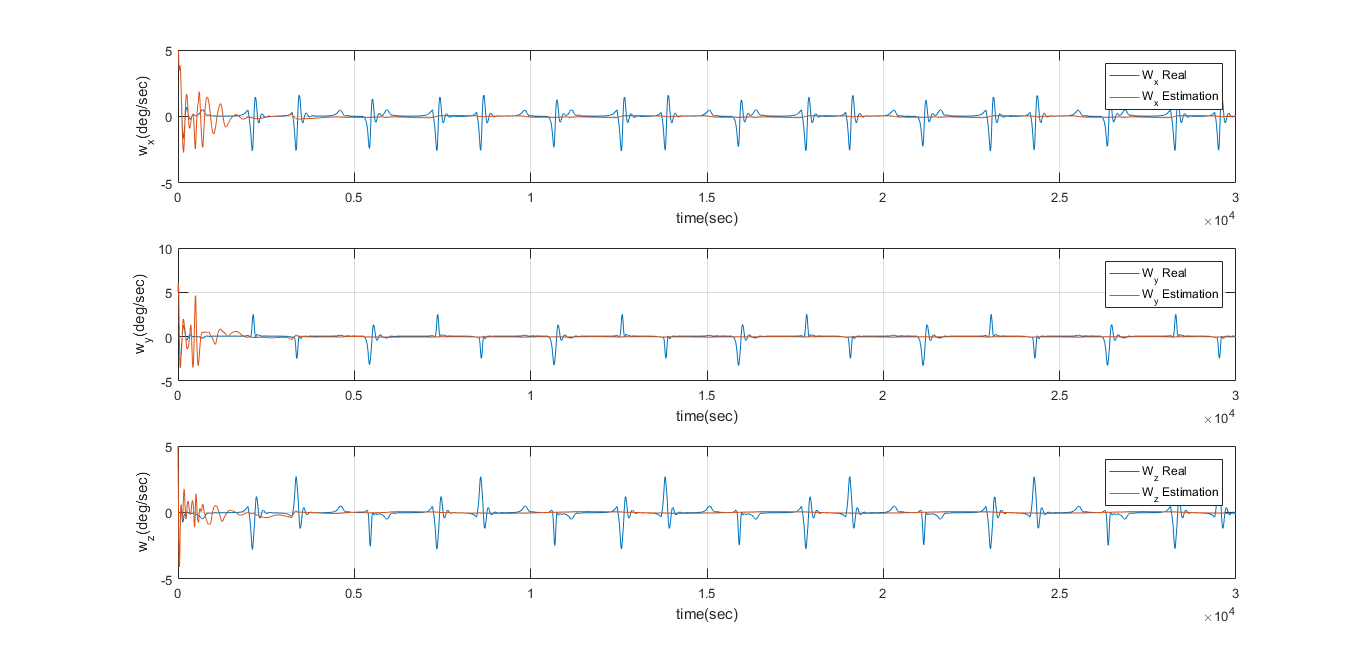 5
0
-5
w_x(deg/sec)
W_x Real
W_x Estimation
0 0.5 1 1.5 2 2.5 3
time(sec)
×10^4
10
5
0
-5
w_y(deg/sec)
W_y Real
W_y Estimation
0 0.5 1 1.5 2 2.5 3
time(sec)
×10^4
5
0
-5
w_z(deg/sec)
W_z Real
W_z Estimation
0 0.5 1 1.5 2 2.5 3
time(sec)
×10^4